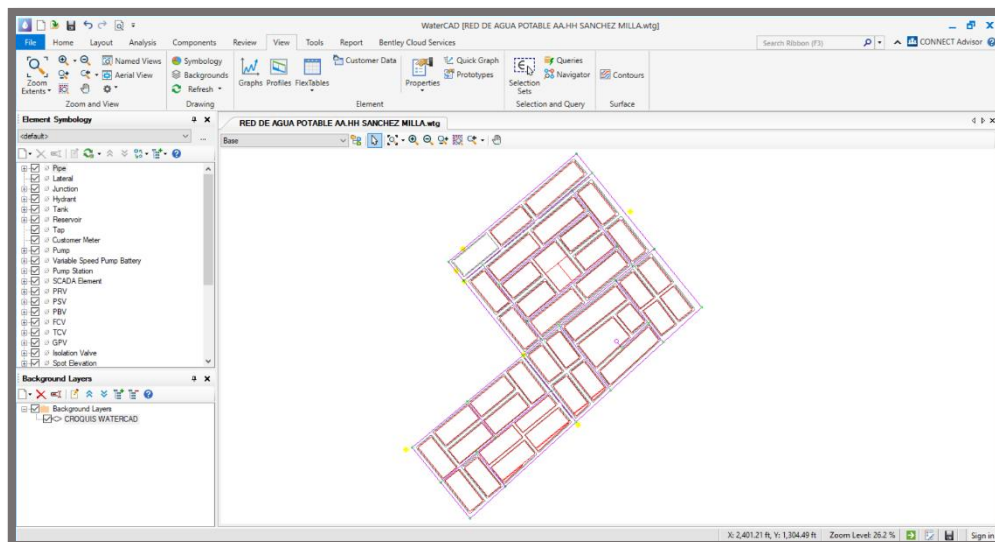 WaterCAD [RED DE AGUA POTABLE AA.HH SANCHEZ MILLA.wtg]
File Home Layout Analysis Components Review View Tools Report Bentley Cloud Services
Search Ribbon (F3)
CONNECT Advisor
Zoom Extents
Named Views
Aerial View
Zoom and View
Symbology
Backgrounds
Refresh
Drawing
Graphs Profiles FlexTables
Customer Data
Properties
Quick Graph
Prototypes
Element
Selection Sets
Queries
Navigator
Selection and Query
Contours
Surface
Element Symbology
<default>
Pipe
Lateral
Junction
Hydrant
Tank
Reservoir
Tap
Customer Meter
Pump
Variable Speed Pump Battery
Pump Station
SCADA Element
PRV
PSV
PBV
FCV
TCV
GPV
Isolation Valve
Spot Elevation
Background Layers
Background Layers
CROQUIS WATERCAD
RED DE AGUA POTABLE AA.HH SANCHEZ MILLA.wtg
Base
X: 2,401.21 ft, Y: 1,304.49 ft Zoom Level: 26.2 % Sign in